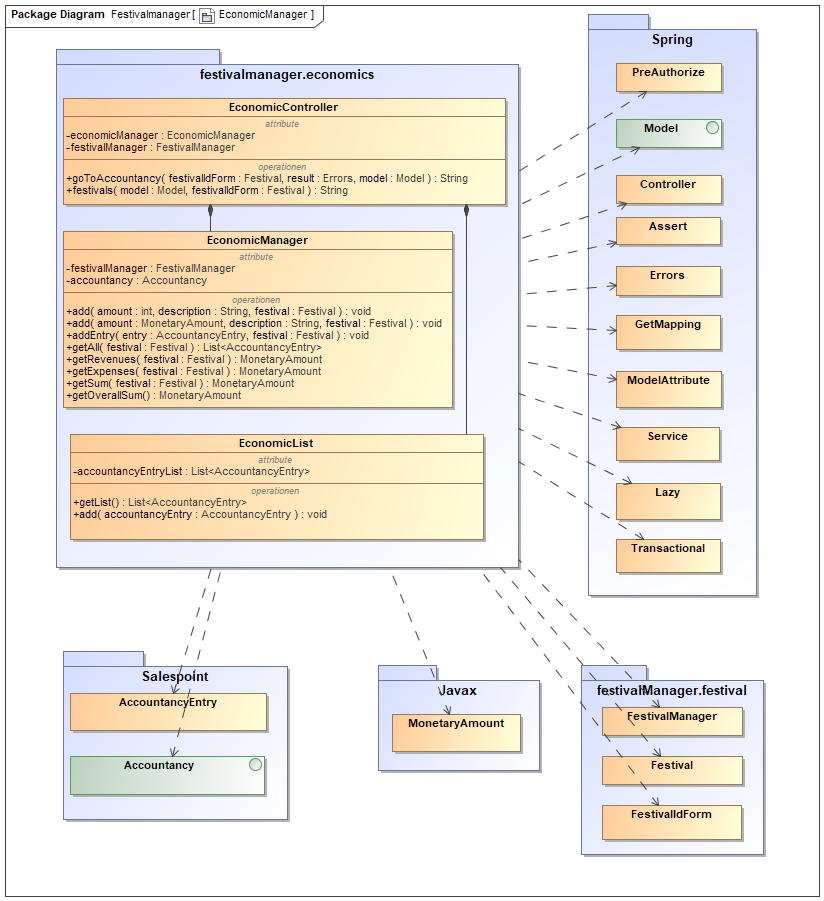 Package Diagram Festivalmanager [ EconomicManager ]
festivalmanager.economics
EconomicController
attribute
-economicManager : EconomicManager
-festivalManager : FestivalManager
operationen
+goToAccountancy( festivalIdForm : Festival, result : Errors, model : Model ) : String
+festivals( model : Model, festivalIdForm : Festival ) : String
EconomicManager
attribute
-festivalManager : FestivalManager
-accountancy : Accountancy
operationen
+add( amount : int, description : String, festival : Festival ) : void
+add( amount : MonetaryAmount, description : String, festival : Festival ) : void
+addEntry( entry : AccountancyEntry, festival : Festival ) : void
+getAll( festival : Festival ) : List<AccountancyEntry>
+getRevenues( festival : Festival ) : MonetaryAmount
+getExpenses( festival : Festival ) : MonetaryAmount
+getSum( festival : Festival ) : MonetaryAmount
+getOverallSum() : MonetaryAmount
EconomicList
attribute
-accountancyEntryList : List<AccountancyEntry>
operationen
+getList() : List<AccountancyEntry>
+add( accountancyEntry : AccountancyEntry ) : void
Spring
PreAuthorize
Model
Controller
Assert
Errors
GetMapping
ModelAttribute
Service
Lazy
Transactional
Salespoint
AccountancyEntry
Accountancy
Javax
MonetaryAmount
festivalManager.festival
FestivalManager
Festival
FestivalIdForm